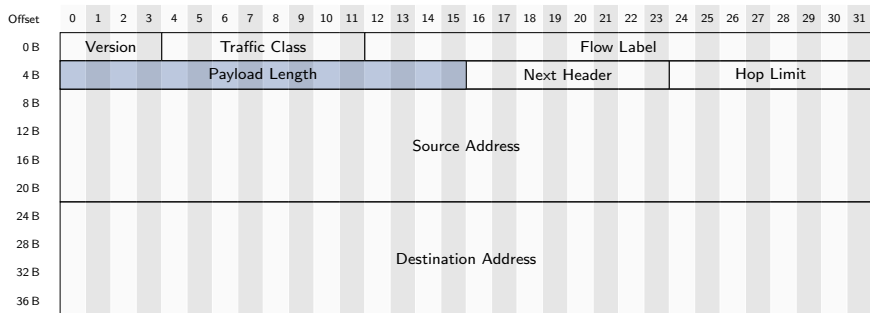 Offset 0 1 2 3 4 5 6 7 8 9 10 11 12 13 14 15 16 17 18 19 20 21 22 23 24 25 26 27 28 29 30 31
0 B Version Traffic Class Flow Label
4 B Payload Length Next Header Hop Limit
8 B
12 B
Source Address
16 B
20 B
24 B
28 B
Destination Address
32 B
36 B